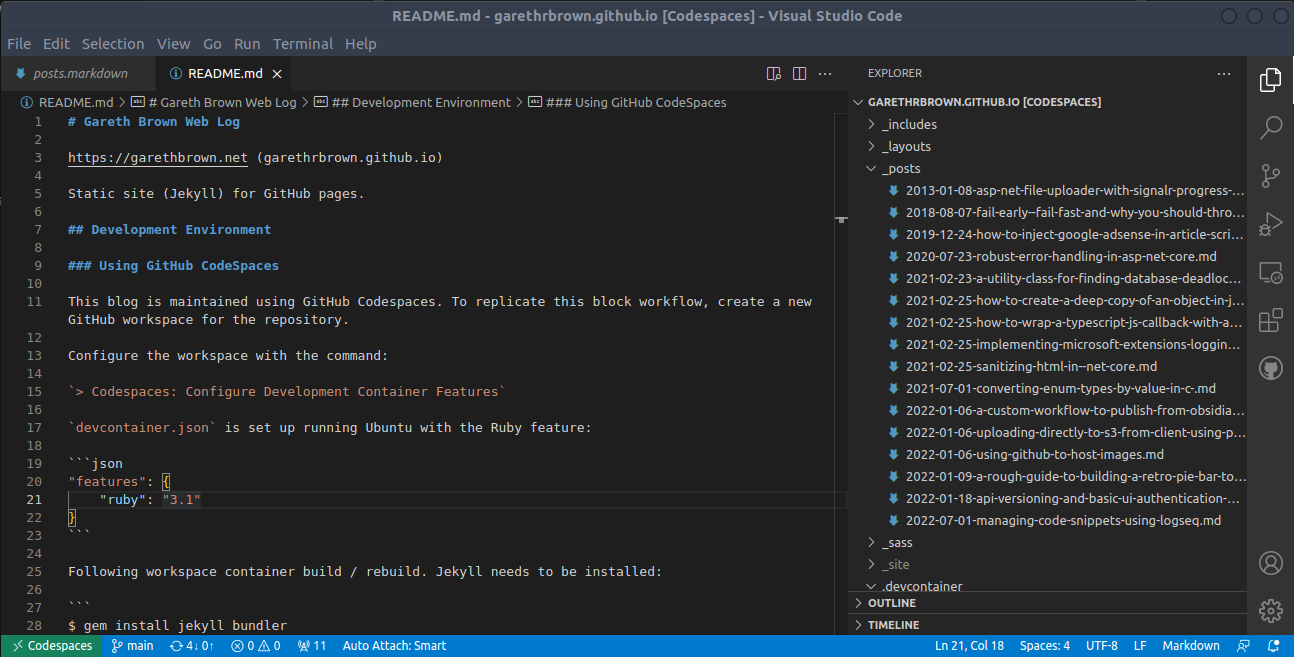 README.md - garethrbrown.github.io [Codespaces] - Visual Studio Code
File Edit Selection View Go Run Terminal Help
posts.markdown README.md
README.md > # Gareth Brown Web Log > ## Development Environment > ### Using GitHub CodeSpaces
1 # Gareth Brown Web Log
2
3 https://garethbrown.net (garethrbrown.github.io)
4
5 Static site (Jekyll) for GitHub pages.
6
7 ## Development Environment
8
9 ### Using GitHub CodeSpaces
10
11 This blog is maintained using GitHub Codespaces. To replicate this block workflow, create a new
GitHub workspace for the repository.
12
13 Configure the workspace with the command:
14
15 `> Codespaces: Configure Development Container Features`
16
17 `devcontainer.json` is set up running Ubuntu with the Ruby feature:
18
19 ```json
20 "features": {
21 "ruby": "3.1"
22 }
23 ```
24
25 Following workspace container build / rebuild. Jekyll needs to be installed:
26
27 ```
28 $ gem install jekyll bundler
EXPLORER
GARETHRBROWN.GITHUB.IO [CODESPACES]
_includes
_layouts
_posts
2013-01-08-asp-net-file-uploader-with-signalr-progress-...
2018-08-07-fail-early--fail-fast-and-why-you-should-thro...
2019-12-24-how-to-inject-google-adsense-in-article-scri...
2020-07-23-robust-error-handling-in-asp-net-core.md
2021-02-23-a-utility-class-for-finding-database-deadloc...
2021-02-25-how-to-create-a-deep-copy-of-an-object-in-j...
2021-02-25-how-to-wrap-a-typescript-js-callback-with-a...
2021-02-25-implementing-microsoft-extensions-loggin...
2021-02-25-sanitizing-html-in--net-core.md
2021-07-01-converting-enum-types-by-value-in-c-.md
2022-01-06-a-custom-workflow-to-publish-from-obsidia...
2022-01-06-uploading-directly-to-s3-from-client-using-p...
2022-01-06-using-github-to-host-images.md
2022-01-09-a-rough-guide-to-building-a-retro-pie-bar-to...
2022-01-18-api-versioning-and-basic-ui-authentication-...
2022-07-01-managing-code-snippets-using-logseq.md
_sass
_site
.devcontainer
OUTLINE
TIMELINE
Codespaces main 4↓ 0↑ 0 0 11 Auto Attach: Smart Ln 21, Col 18 Spaces: 4 UTF-8 LF Markdown